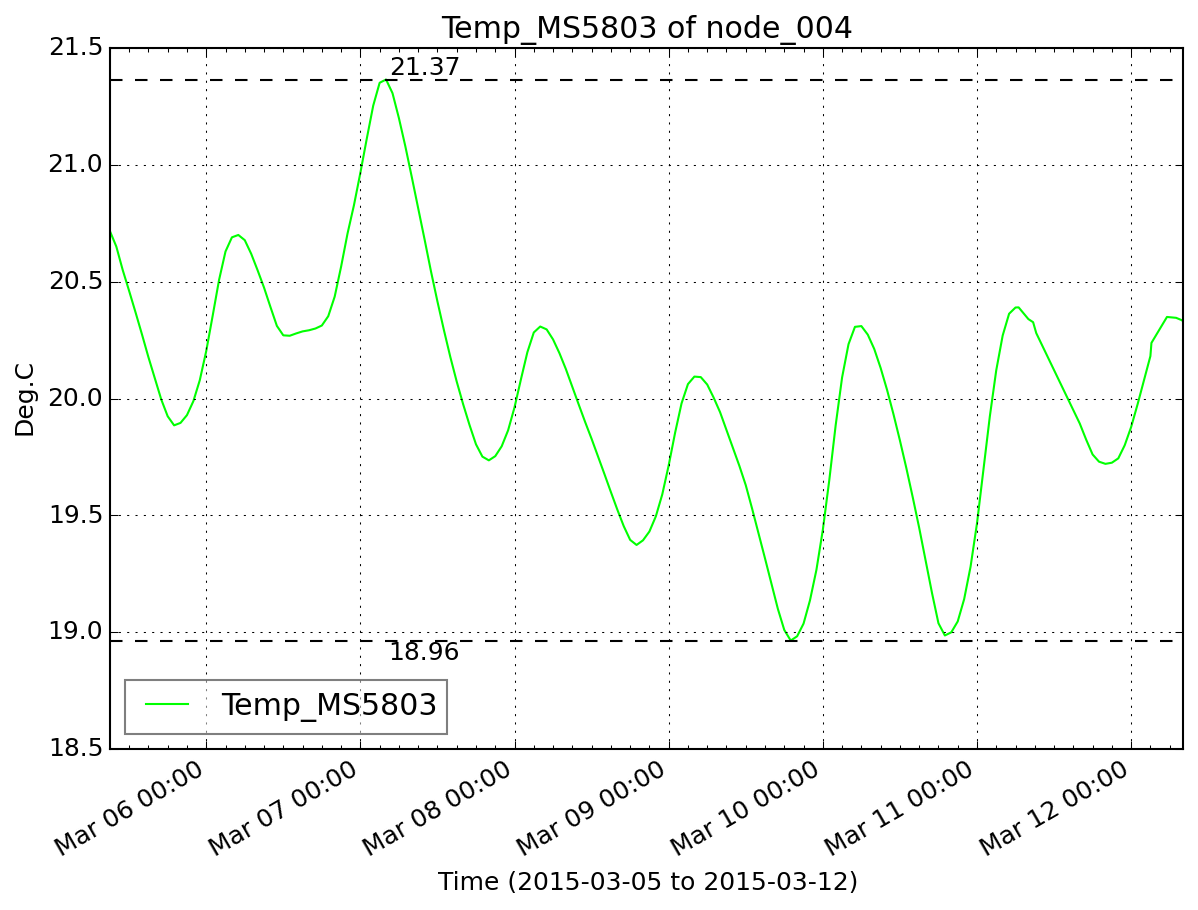 Temp_MS5803 of node_004
21.5
21.37
21.0
20.5
20.0
19.5
19.0
18.96
18.5
Deg.C
Temp_MS5803
Mar 06 00:00
Mar 07 00:00
Mar 08 00:00
Mar 09 00:00
Mar 10 00:00
Mar 11 00:00
Mar 12 00:00
Time (2015-03-05 to 2015-03-12)